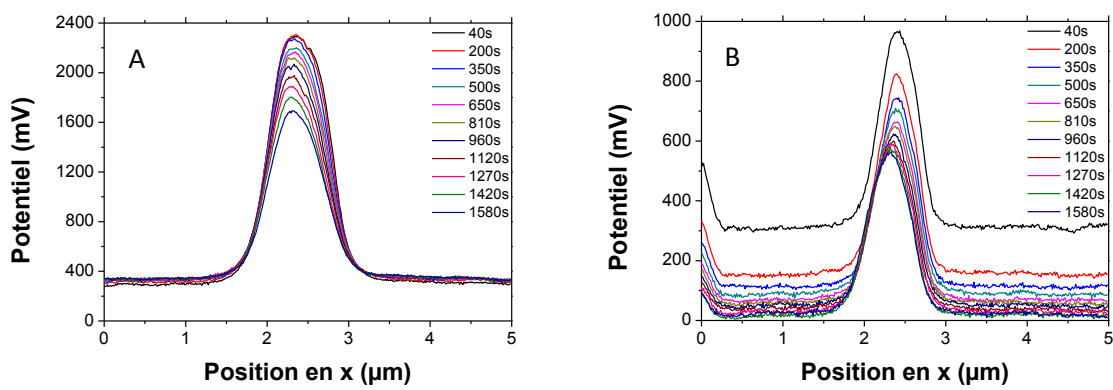 A
2400
2000
1600
1200
800
400
0
Potentiel (mV)
0 1 2 3 4 5
Position en x (µm)
40s
200s
350s
500s
650s
810s
960s
1120s
1270s
1420s
1580s
B
1000
800
600
400
200
0
Potentiel (mV)
0 1 2 3 4 5
Position en x (µm)
40s
200s
350s
500s
650s
810s
960s
1120s
1270s
1420s
1580s